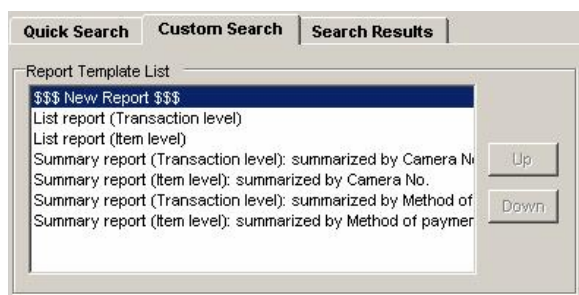 Quick Search Custom Search Search Results
Report Template List
$$$ New Report $$$
List report (Transaction level)
List report (Item level)
Summary report (Transaction level): summarized by Camera N
Summary report (Item level): summarized by Camera No.
Summary report (Transaction level): summarized by Method of
Summary report (Item level): summarized by Method of paymer
Up
Down